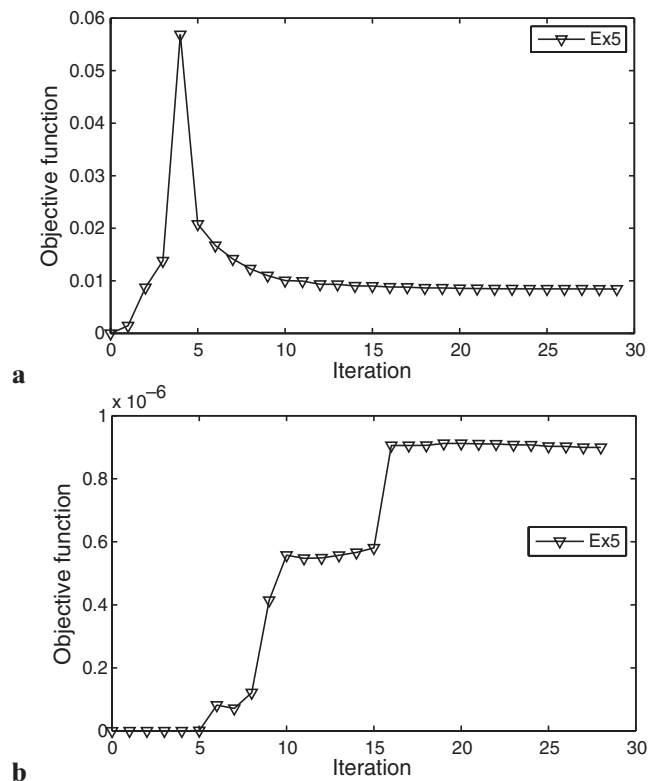 0.06
0.05
0.04
0.03
0.02
0.01
0
Objective function
Ex5
0 5 10 15 20 25 30
Iteration
a
x 10⁻⁶
1
0.8
0.6
0.4
0.2
0
Objective function
Ex5
0 5 10 15 20 25 30
Iteration
b